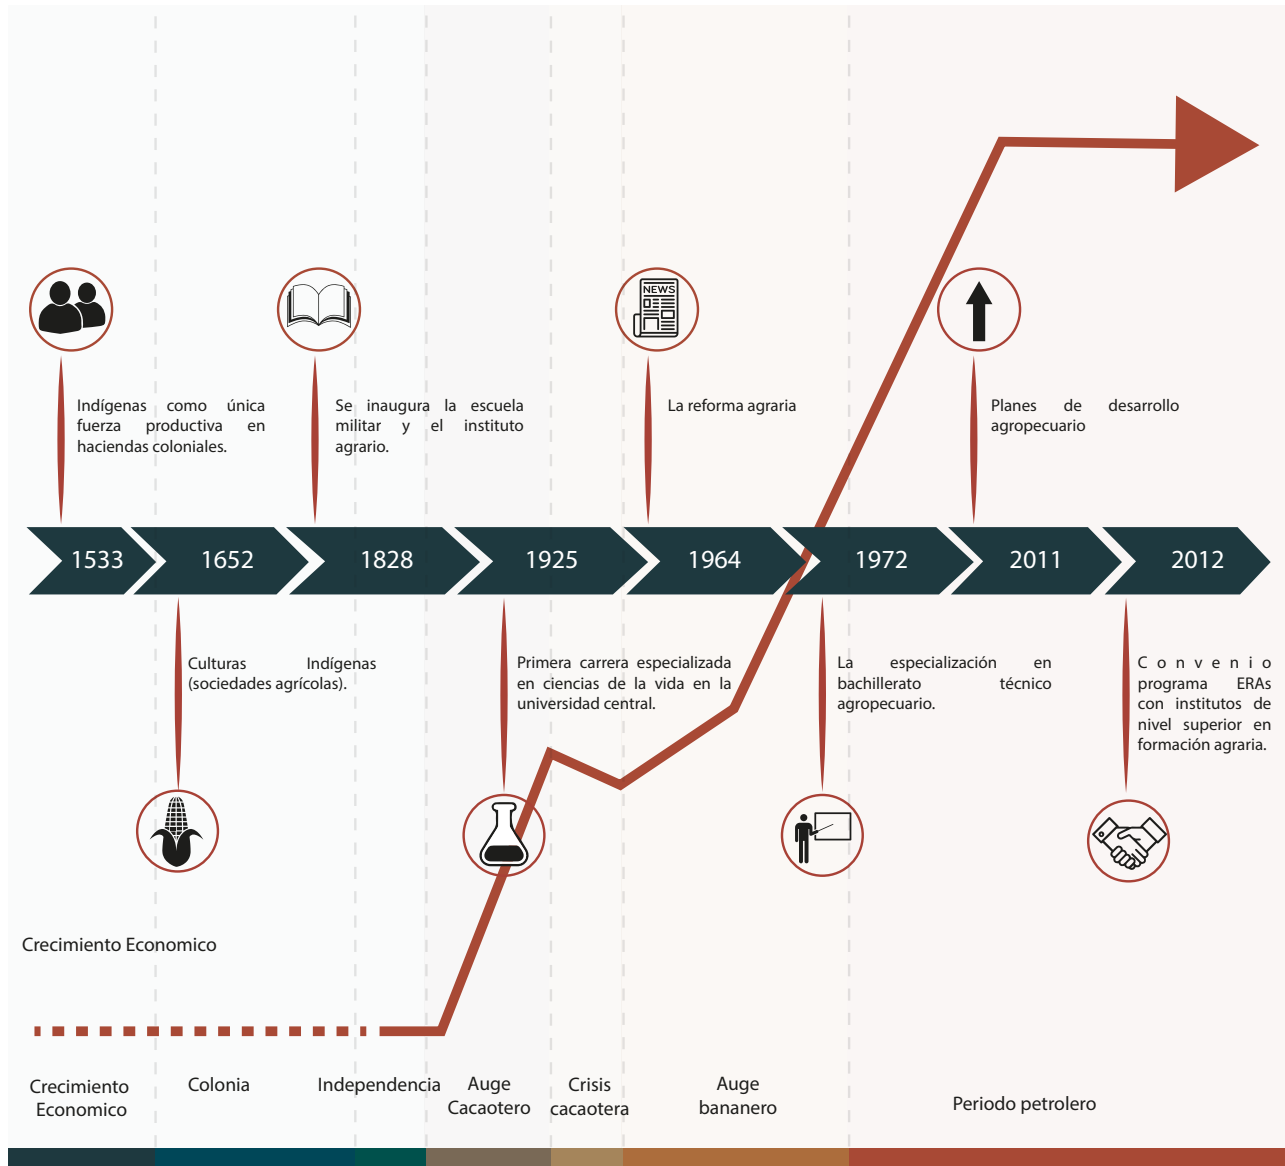 NEWS
Indígenas como única
fuerza productiva en
haciendas coloniales.
Se inaugura la escuela
militar y el instituto
agrario.
La reforma agraria
Planes de desarrollo
agropecuario
1533
1652
1828
1925
1964
1972
2011
2012
Culturas Indígenas
(sociedades agrícolas).
Primera carrera especializada
en ciencias de la vida en la
universidad central.
La especialización en
bachillerato técnico
agropecuario.
Convenio
programa ERAs
con institutos de
nivel superior en
formación agraria.
Crecimiento Economico
Crecimiento
Economico
Colonia
Independencia
Auge
Cacaotero
Crisis
cacaotera
Auge
bananero
Periodo petrolero